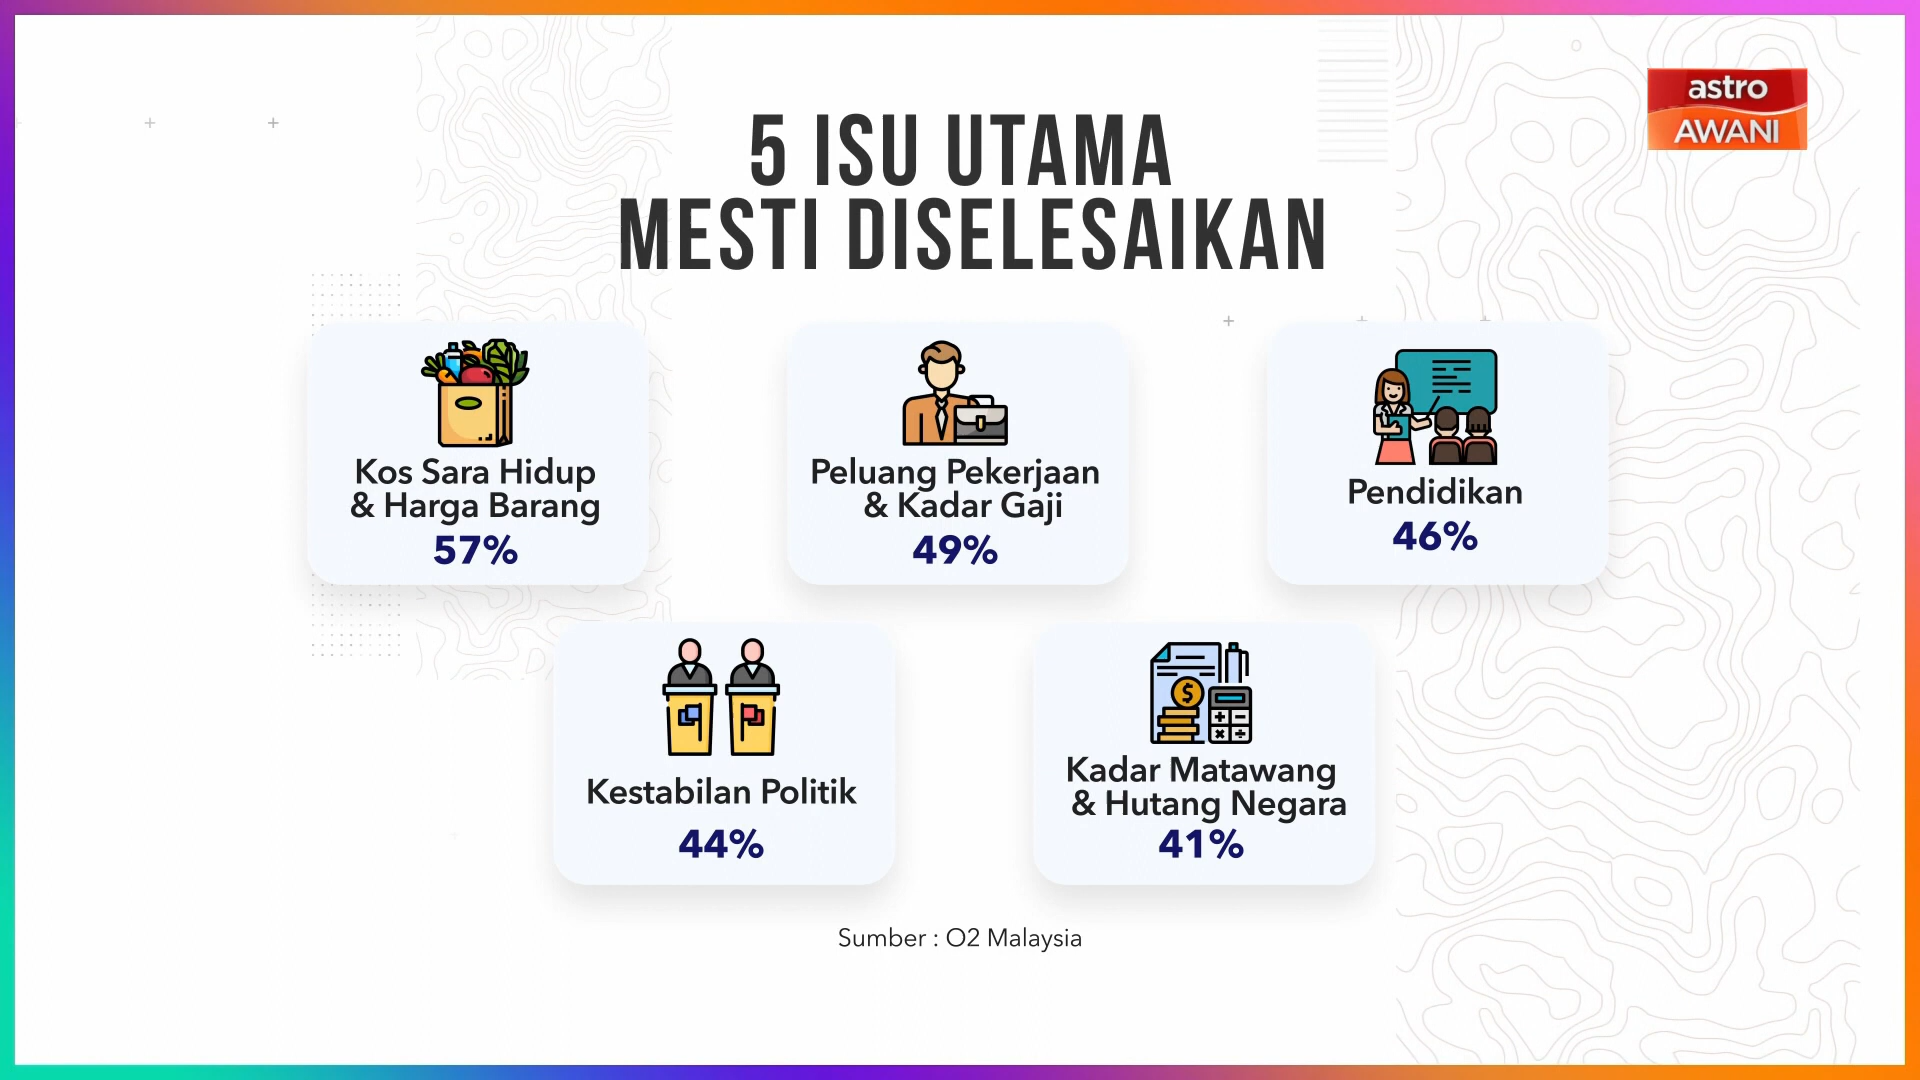 astro
AWANI
5 ISU UTAMA
MESTI DISELESAIKAN
Kos Sara Hidup
& Harga Barang
57%
Peluang Pekerjaan
& Kadar Gaji
49%
Pendidikan
46%
Kestabilan Politik
44%
Kadar Matawang
& Hutang Negara
41%
Sumber : O2 Malaysia